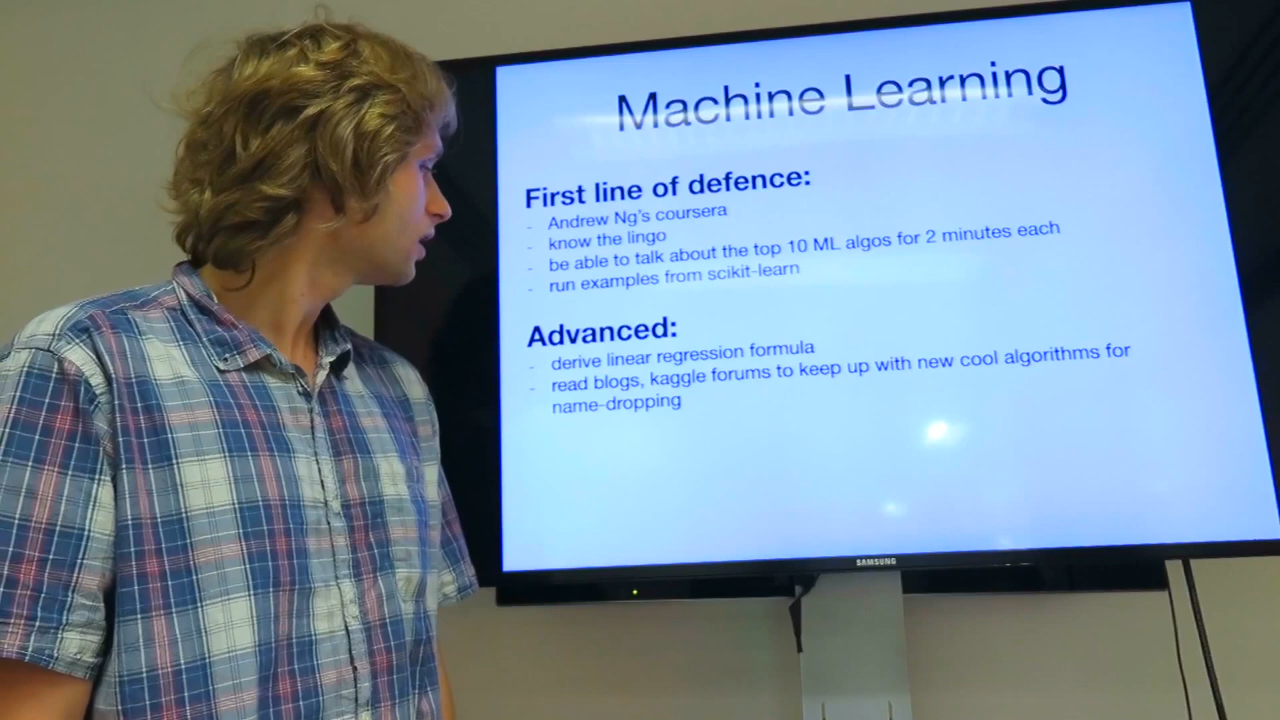 Machine Learning
First line of defence:
- Andrew Ng's coursera
- know the lingo
- be able to talk about the top 10 ML algos for 2 minutes each
- run examples from scikit-learn
Advanced:
- derive linear regression formula
- read blogs, kaggle forums to keep up with new cool algorithms for
name-dropping
SAMSUNG